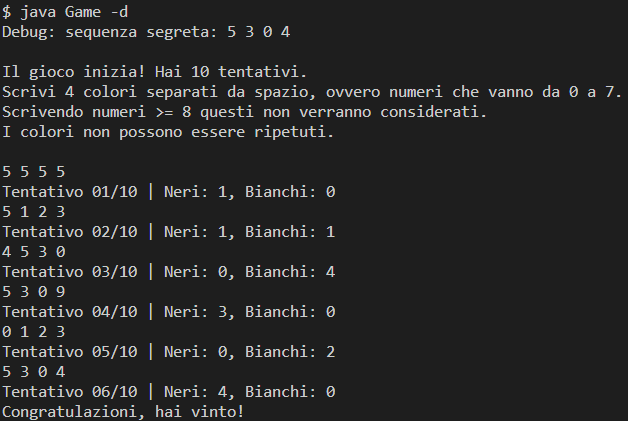 $ java Game -d
Debug: sequenza segreta: 5 3 0 4
Il gioco inizia! Hai 10 tentativi.
Scrivi 4 colori separati da spazio, ovvero numeri che vanno da 0 a 7.
Scrivendo numeri >= 8 questi non verranno considerati.
I colori non possono essere ripetuti.
5 5 5 5
Tentativo 01/10 | Neri: 1, Bianchi: 0
5 1 2 3
Tentativo 02/10 | Neri: 1, Bianchi: 1
4 5 3 0
Tentativo 03/10 | Neri: 0, Bianchi: 4
5 3 0 9
Tentativo 04/10 | Neri: 3, Bianchi: 0
0 1 2 3
Tentativo 05/10 | Neri: 0, Bianchi: 2
5 3 0 4
Tentativo 06/10 | Neri: 4, Bianchi: 0
Congratulazioni, hai vinto!